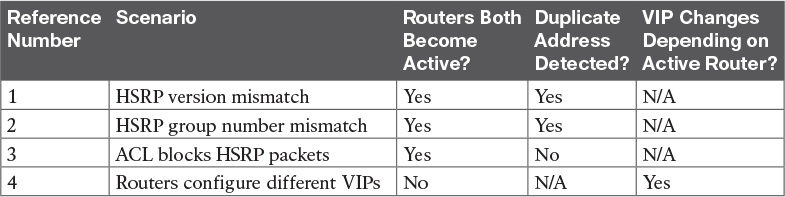 Reference Number | Scenario | Routers Both Become Active? | Duplicate Address Detected? | VIP Changes Depending on Active Router?
1 | HSRP version mismatch | Yes | Yes | N/A
2 | HSRP group number mismatch | Yes | Yes | N/A
3 | ACL blocks HSRP packets | Yes | No | N/A
4 | Routers configure different VIPs | No | N/A | Yes